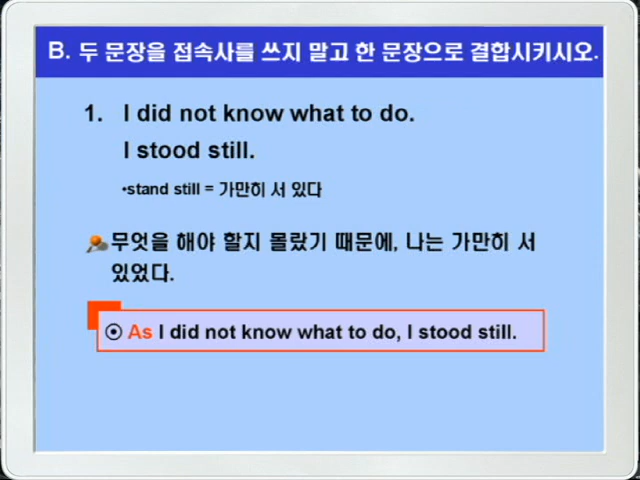 B. 두 문장을 접속사를 쓰지 말고 한 문장으로 결합시키시오.
1. I did not know what to do.
I stood still.
•stand still = 가만히 서 있다
무엇을 해야 할지 몰랐기 때문에, 나는 가만히 서
있었다.
⊙ As I did not know what to do, I stood still.